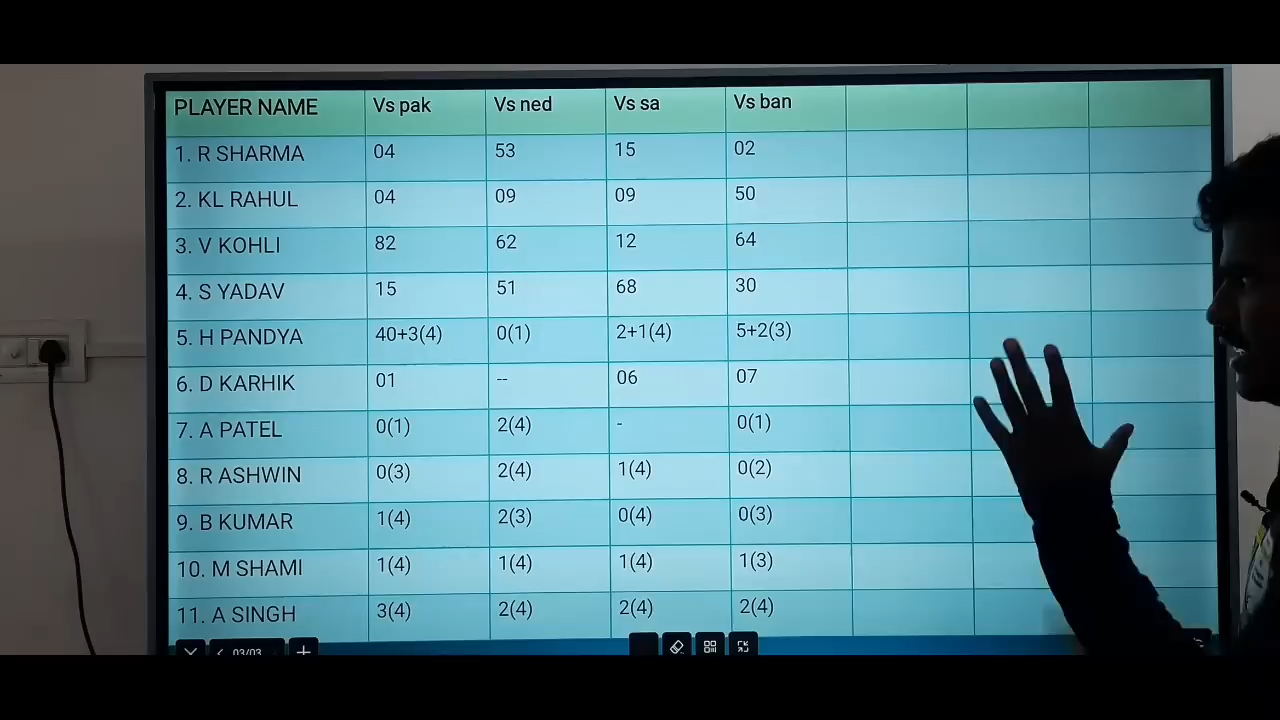 PLAYER NAME Vs pak Vs ned Vs sa Vs ban
1. R SHARMA 04 53 15 02
2. KL RAHUL 04 09 09 50
3. V KOHLI 82 62 12 64
4. S YADAV 15 51 68 30
5. H PANDYA 40+3(4) 0(1) 2+1(4) 5+2(3)
6. D KARHIK 01 -- 06 07
7. A PATEL 0(1) 2(4) - 0(1)
8. R ASHWIN 0(3) 2(4) 1(4) 0(2)
9. B KUMAR 1(4) 2(3) 0(4) 0(3)
10. M SHAMI 1(4) 1(4) 1(4) 1(3)
11. A SINGH 3(4) 2(4) 2(4) 2(4)
03/03